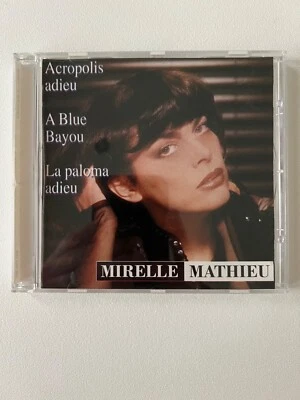 Acropolis
adieu
A Blue
Bayou
La paloma
adieu
MIRELLE MATHIEU